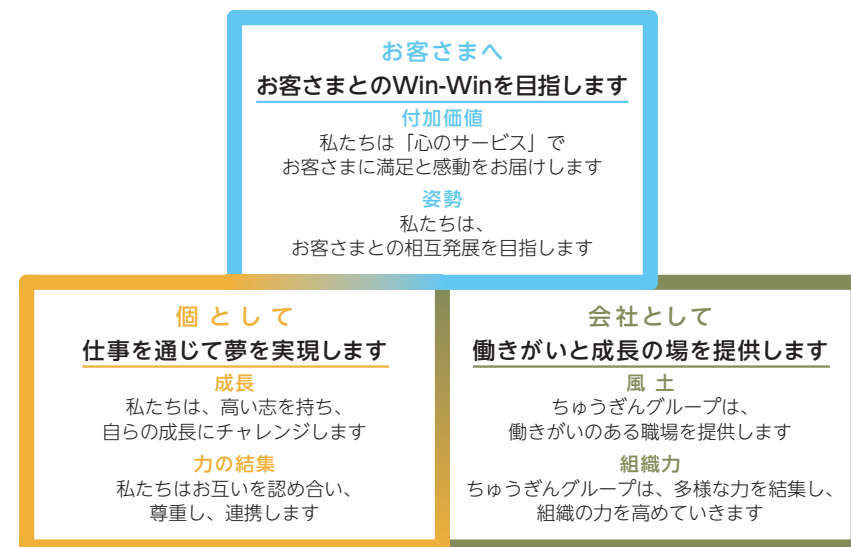 お客さまへ
お客さまとのWin-Winを目指します
付加価値
私たちは「心のサービス」で
お客さまに満足と感動をお届けします
姿勢
私たちは、
お客さまとの相互発展を目指します
個として
仕事を通じて夢を実現します
成長
私たちは、高い志を持ち、
自らの成長にチャレンジします
力の結集
私たちはお互いを認め合い、
尊重し、連携します
会社として
働きがいと成長の場を提供します
風土
ちゅうぎんグループは、
働きがいのある職場を提供します
組織力
ちゅうぎんグループは、多様な力を結集し、
組織の力を高めていきます